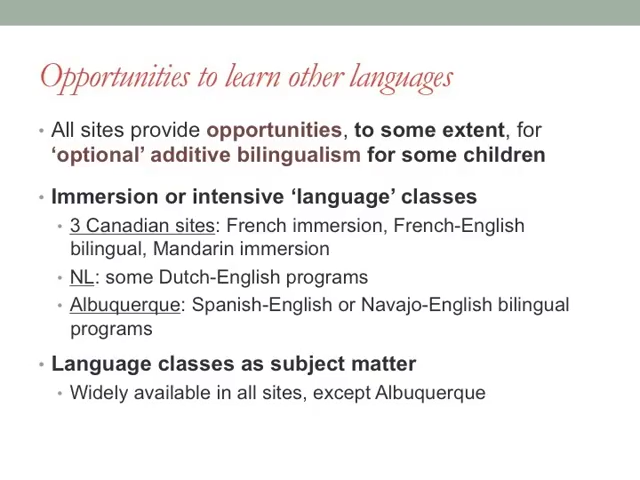 Opportunities to learn other languages
• All sites provide opportunities, to some extent, for
‘optional’ additive bilingualism for some children
• Immersion or intensive ‘language’ classes
• 3 Canadian sites: French immersion, French-English
bilingual, Mandarin immersion
• NL: some Dutch-English programs
• Albuquerque: Spanish-English or Navajo-English bilingual
programs
• Language classes as subject matter
• Widely available in all sites, except Albuquerque